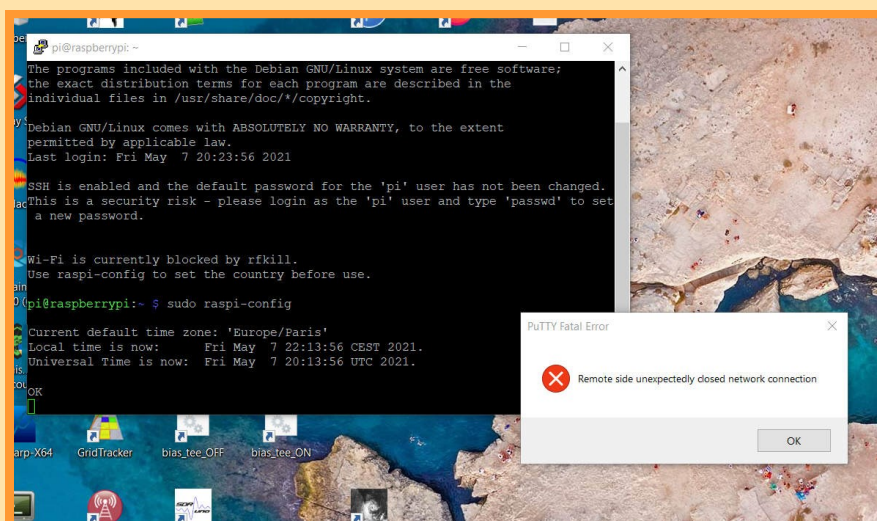 pi@raspberrypi: ~
The programs included with the Debian GNU/Linux system are free software;
the exact distribution terms for each program are described in the
individual files in /usr/share/doc/*/copyright.
Debian GNU/Linux comes with ABSOLUTELY NO WARRANTY, to the extent
permitted by applicable law.
Last login: Fri May  7 20:23:56 2021
SSH is enabled and the default password for the 'pi' user has not been changed.
This is a security risk - please login as the 'pi' user and type 'passwd' to set
 a new password.
Wi-Fi is currently blocked by rfkill.
Use raspi-config to set the country before use.
pi@raspberrypi:~ $ sudo raspi-config
Current default time zone: 'Europe/Paris'
Local time is now:      Fri May  7 22:13:56 CEST 2021.
Universal Time is now:  Fri May  7 20:13:56 UTC 2021.
OK
PuTTY Fatal Error
Remote side unexpectedly closed network connection
OK
arp-X64
GridTracker
bias_tee_OFF
bias_tee_ON